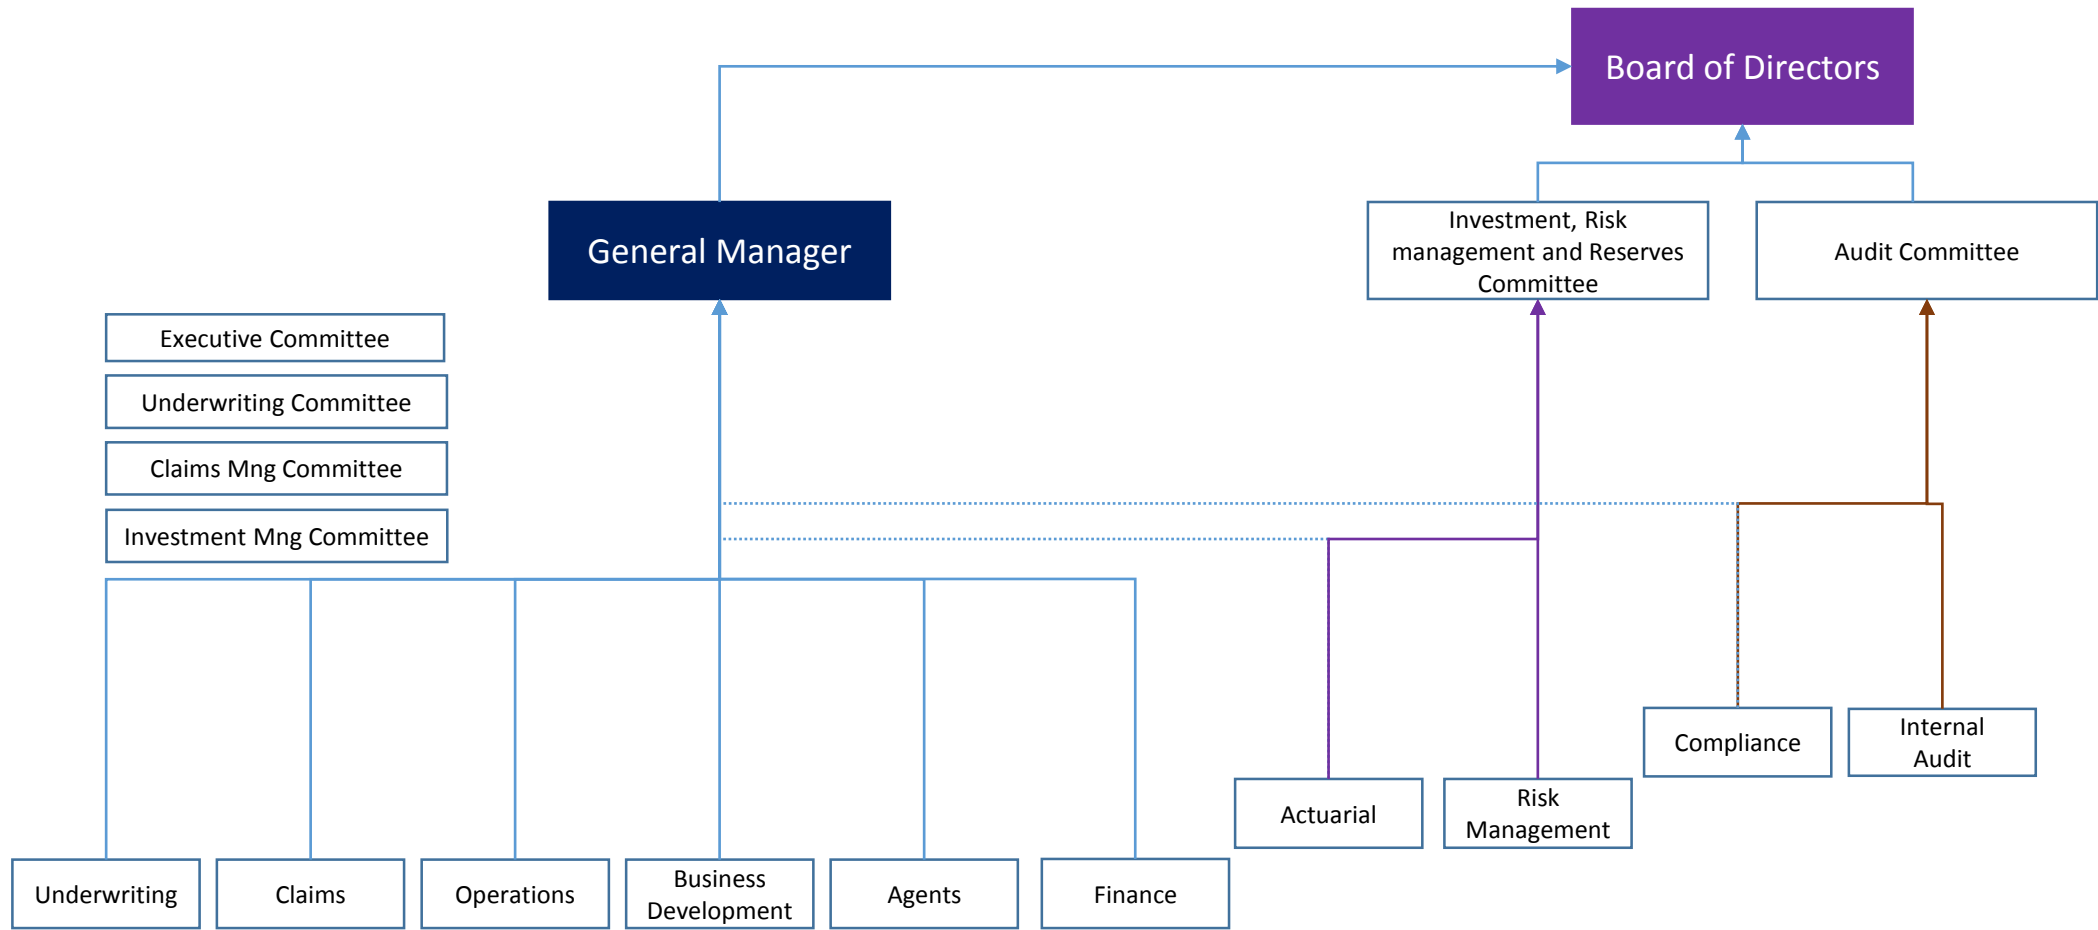 Board of Directors
General Manager
Investment, Risk
management and Reserves
Committee
Audit Committee
Executive Committee
Underwriting Committee
Claims Mng Committee
Investment Mng Committee
Compliance
Internal
Audit
Actuarial
Risk
Management
Underwriting
Claims
Operations
Business
Development
Agents
Finance